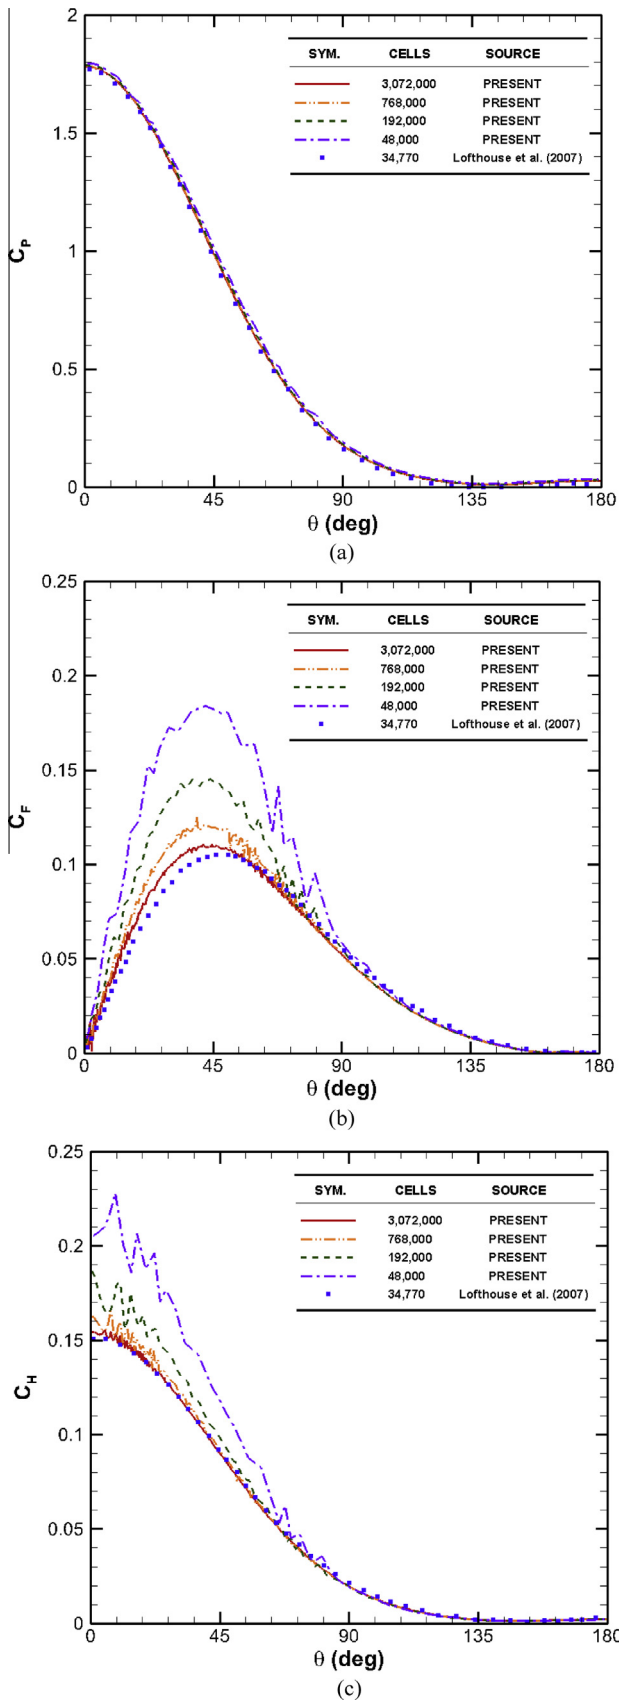 2
SYM. CELLS SOURCE
3,072,000 PRESENT
768,000 PRESENT
192,000 PRESENT
48,000 PRESENT
34,770 Lofthouse et al. (2007)
1.5
C_P
1
0.5
0
0 45 90 135 180
θ (deg)
(a)
0.25
SYM. CELLS SOURCE
3,072,000 PRESENT
768,000 PRESENT
192,000 PRESENT
48,000 PRESENT
34,770 Lofthouse et al. (2007)
0.2
0.15
C_F
0.1
0.05
0
0 45 90 135 180
θ (deg)
(b)
0.25
SYM. CELLS SOURCE
3,072,000 PRESENT
768,000 PRESENT
192,000 PRESENT
48,000 PRESENT
34,770 Lofthouse et al. (2007)
0.2
0.15
C_H
0.1
0.05
0
0 45 90 135 180
θ (deg)
(c)